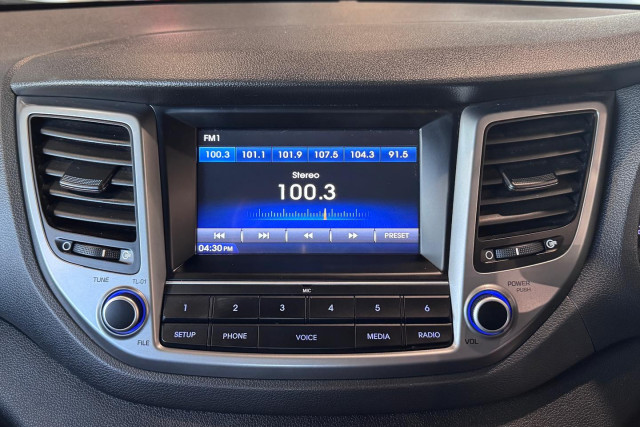 FM1
100.3 101.1 101.9 107.5 104.3 91.5
Stereo
100.3
PRESET
04:30 PM
MIC
TUNE
FILE
1 2 3 4 5 6
SETUP PHONE VOICE MEDIA RADIO
POWER
PUSH
VOL